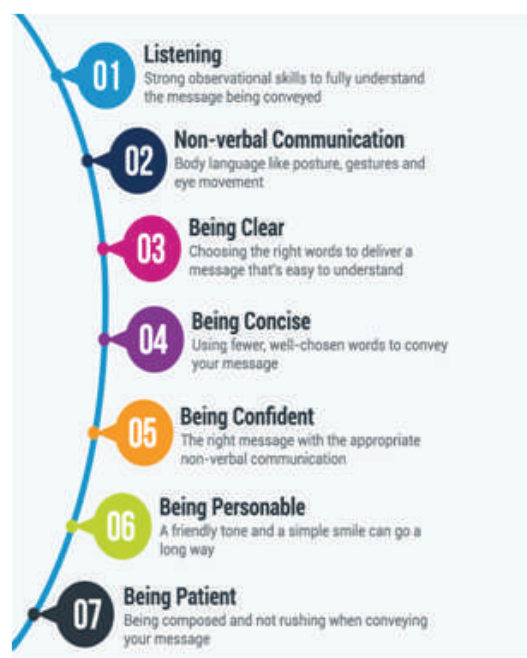 01
Listening
Strong observational skills to fully understand
the message being conveyed
02
Non-verbal Communication
Body language like posture, gestures and
eye movement
03
Being Clear
Choosing the right words to deliver a
message that's easy to understand
04
Being Concise
Using fewer, well-chosen words to convey
your message
05
Being Confident
The right message with the appropriate
non-verbal communication
06
Being Personable
A friendly tone and a simple smile can go a
long way
07
Being Patient
Being composed and not rushing when conveying
your message